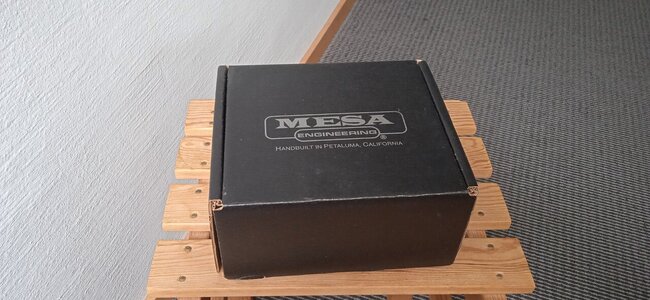 MESA
ENGINEERING®
HANDBUILT IN PETALUMA, CALIFORNIA